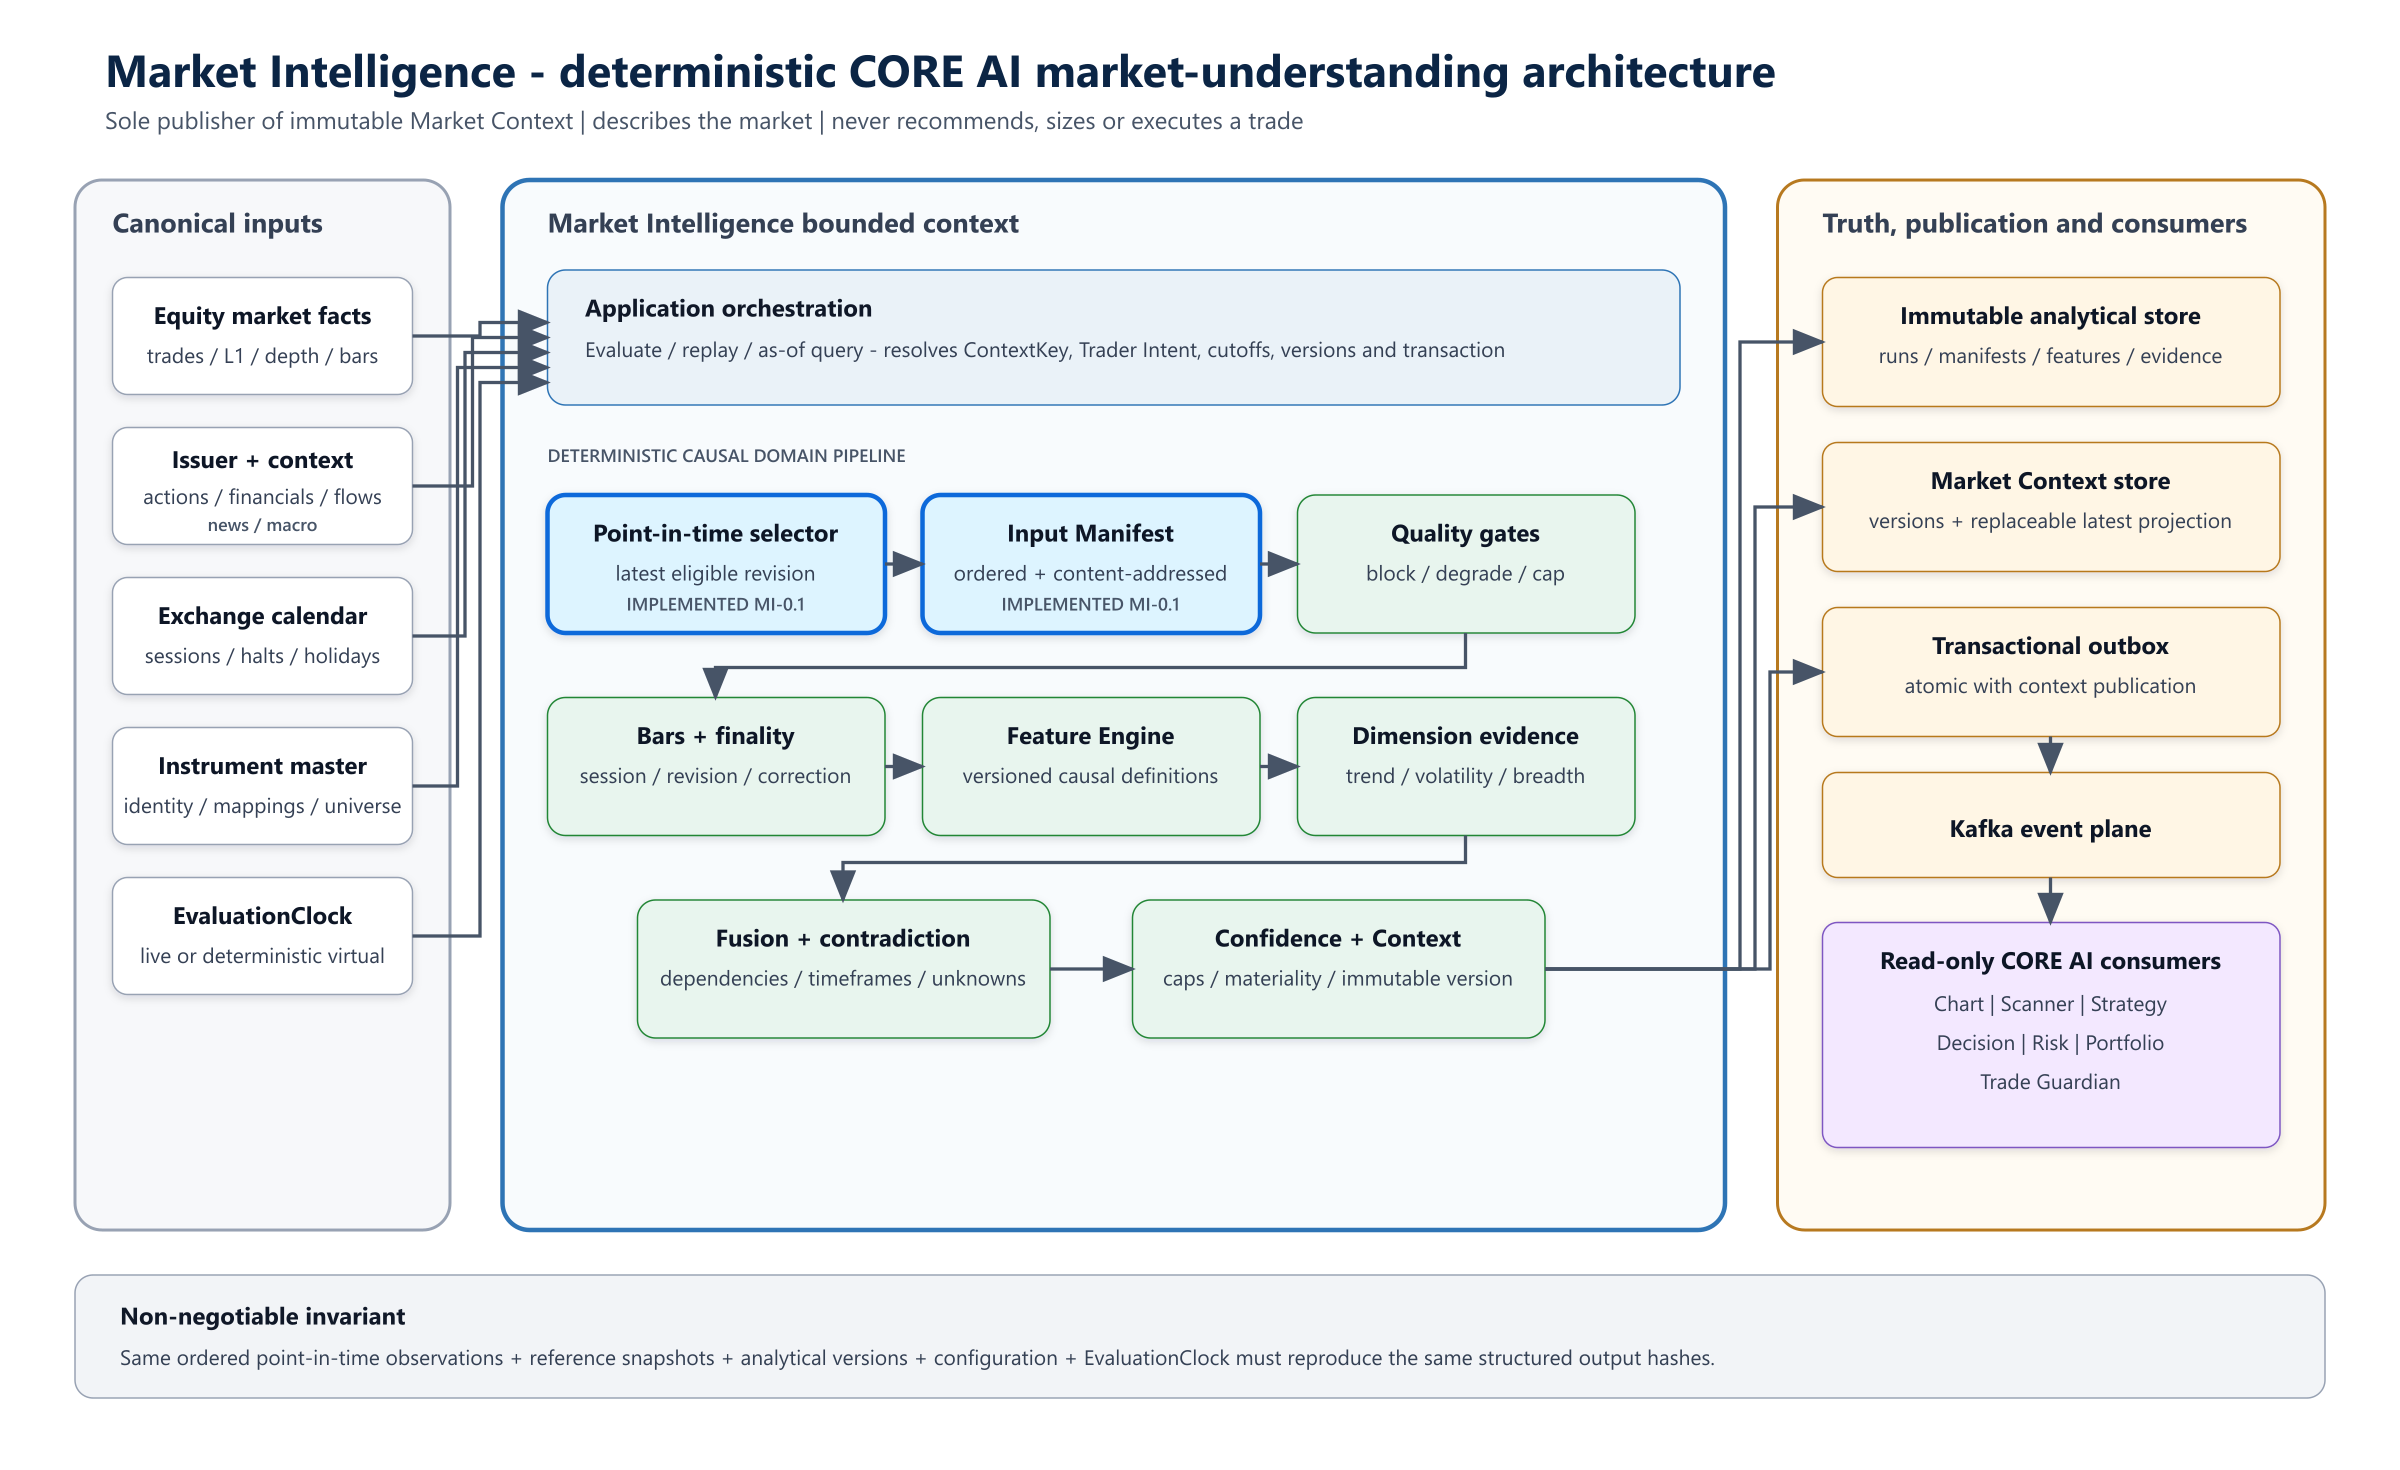 Market Intelligence - deterministic CORE AI market-understanding architecture
Sole publisher of immutable Market Context | describes the market | never recommends, sizes or executes a trade
Canonical inputs
Equity market facts
trades / L1 / depth / bars
Issuer + context
actions / financials / flows
news / macro
Exchange calendar
sessions / halts / holidays
Instrument master
identity / mappings / universe
EvaluationClock
live or deterministic virtual
Market Intelligence bounded context
Application orchestration
Evaluate / replay / as-of query - resolves ContextKey, Trader Intent, cutoffs, versions and transaction
DETERMINISTIC CAUSAL DOMAIN PIPELINE
Point-in-time selector
latest eligible revision
IMPLEMENTED MI-0.1
Input Manifest
ordered + content-addressed
IMPLEMENTED MI-0.1
Quality gates
block / degrade / cap
Bars + finality
session / revision / correction
Feature Engine
versioned causal definitions
Dimension evidence
trend / volatility / breadth
Fusion + contradiction
dependencies / timeframes / unknowns
Confidence + Context
caps / materiality / immutable version
Truth, publication and consumers
Immutable analytical store
runs / manifests / features / evidence
Market Context store
versions + replaceable latest projection
Transactional outbox
atomic with context publication
Kafka event plane
Read-only CORE AI consumers
Chart | Scanner | Strategy
Decision | Risk | Portfolio
Trade Guardian
Non-negotiable invariant
Same ordered point-in-time observations + reference snapshots + analytical versions + configuration + EvaluationClock must reproduce the same structured output hashes.